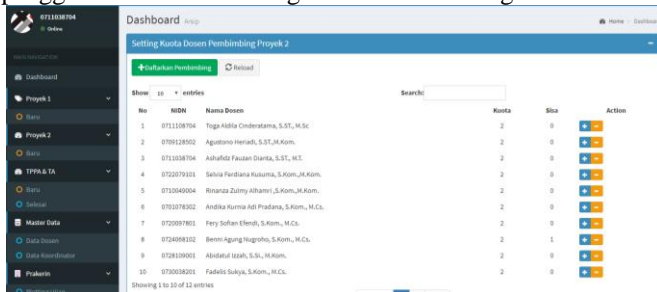 0711038704
Online
Dashboard Arsip
Home
Setting Kuota Dosen Pembimbing Proyek 2
MAIN NAVIGATION
Dashboard
Proyek 1
Baru
Proyek 2
Baru
TPPA & TA
Baru
Selesai
Master Data
Data Dosen
Data Koordinator
Prakerin
+Daftarkan Pembimbing
Reload
Show 10 entries
Search:
No NIDN Nama Dosen Kuota Sisa Action
1 0711108704 Toga Aldila Cinderatama, S.ST., M.Sc 2 0
2 0709128502 Agustono Heriadi, S.ST.,M.Kom. 2 0
3 0711038704 Ashafidz Fauzan Dianta, S.ST., M.T. 2 0
4 0722079101 Selvia Ferdiana Kusuma, S.Kom.,M.Kom. 2 0
5 0710049004 Rinanza Zulmy Alhamri ,S.Kom.,M.Kom. 2 0
6 0701078302 Andika Kurnia Adi Pradana, S.Kom., M.Cs. 2 0
7 0720097801 Fery Sofian Efendi, S.Kom., M.Cs. 2 0
8 0724068102 Benni Agung Nugroho, S.Kom., M.Cs. 2 1
9 0728109001 Abidatul Izzah, S.Si., M.Kom. 2 0
10 0730038201 Fadelis Sukya, S.Kom., M.Cs. 2 0
Showing 1 to 10 of 12 entries